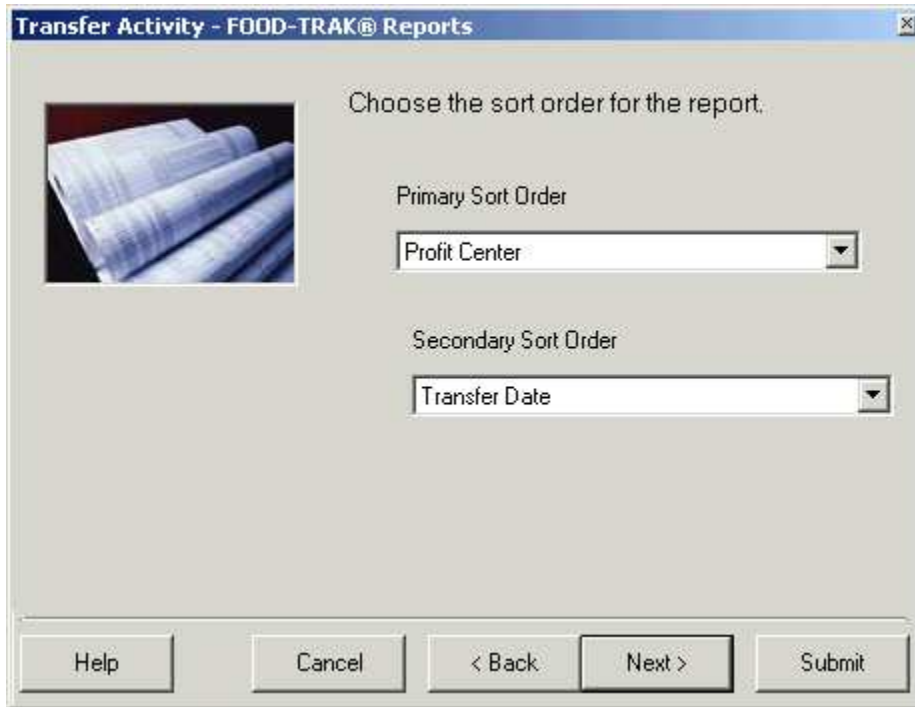 Transfer Activity - FOOD-TRAK® Reports
Choose the sort order for the report.
Primary Sort Order
Profit Center
Secondary Sort Order
Transfer Date
Help Cancel < Back Next > Submit